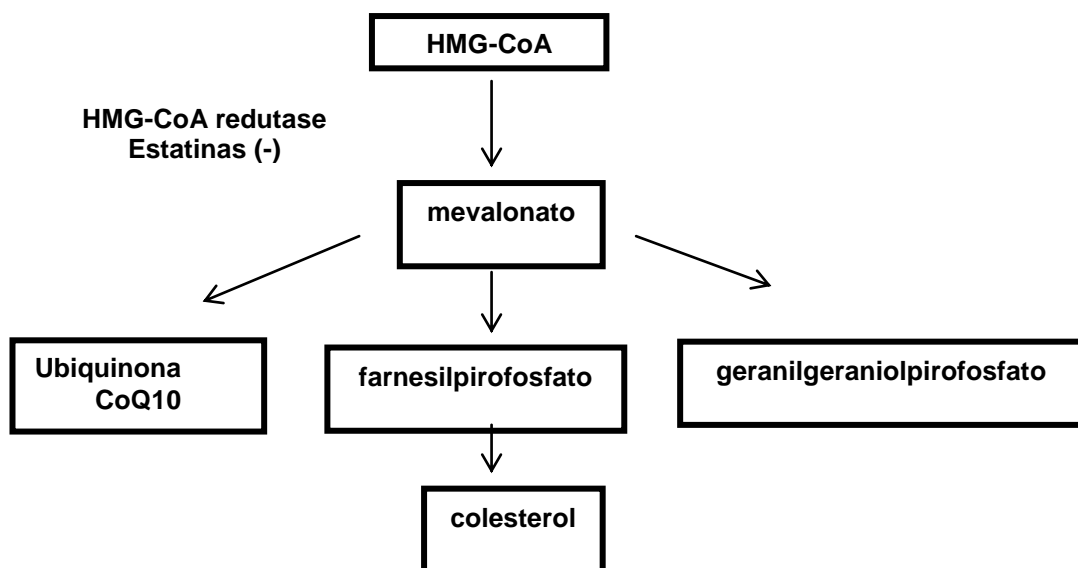 HMG-CoA
HMG-CoA redutase
Estatinas (-)
mevalonato
Ubiquinona
CoQ10
farnesilpirofosfato
geranilgeraniolpirofosfato
colesterol